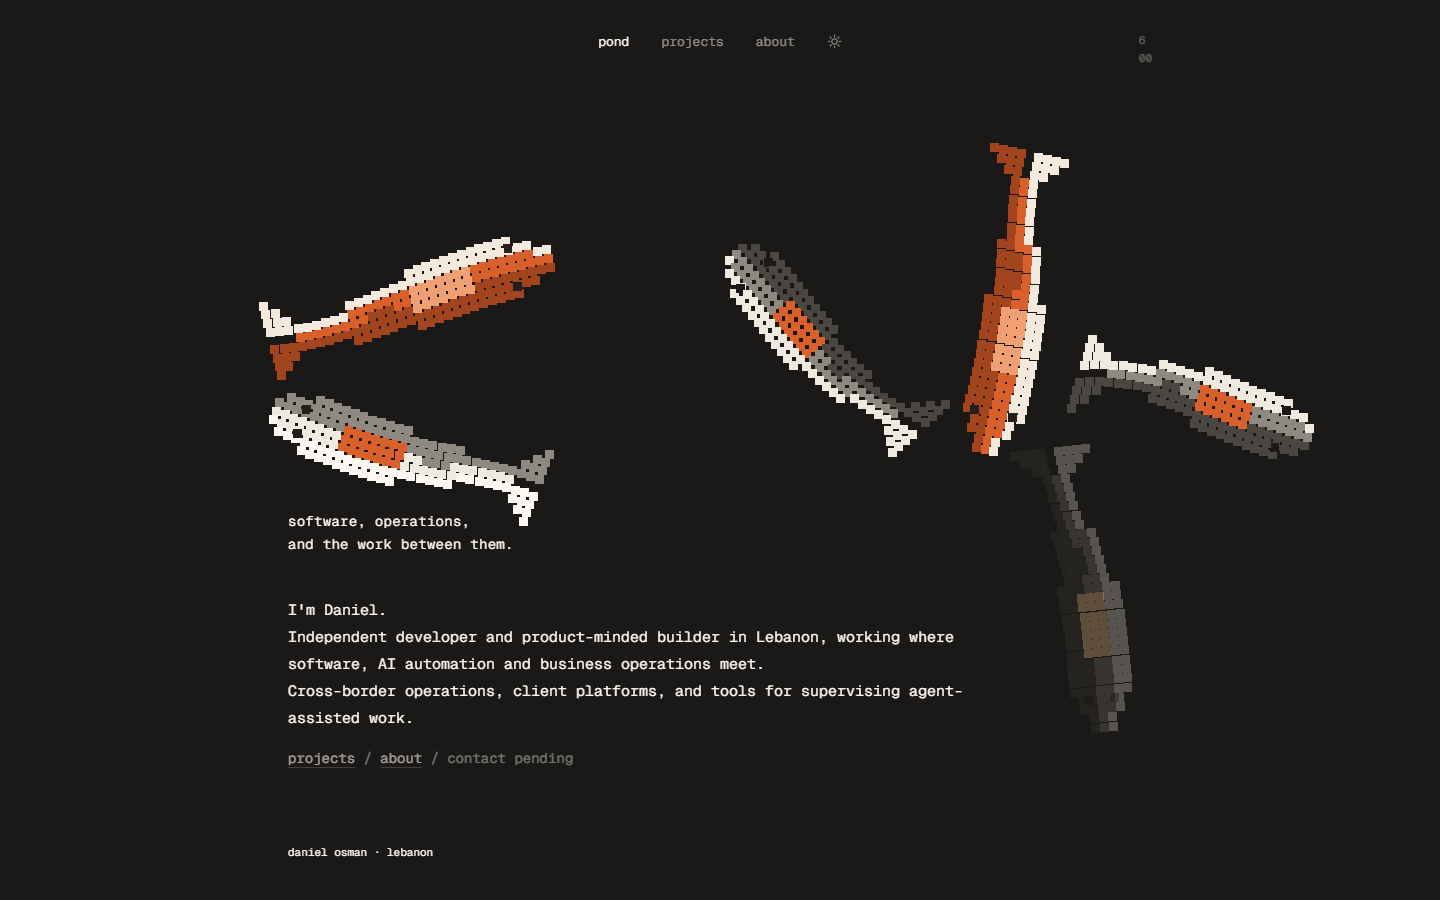 pond projects about
6
00
software, operations,
and the work between them.
I'm Daniel.
Independent developer and product-minded builder in Lebanon, working where
software, AI automation and business operations meet.
Cross-border operations, client platforms, and tools for supervising agent-
assisted work.
projects / about / contact pending
daniel osman · lebanon